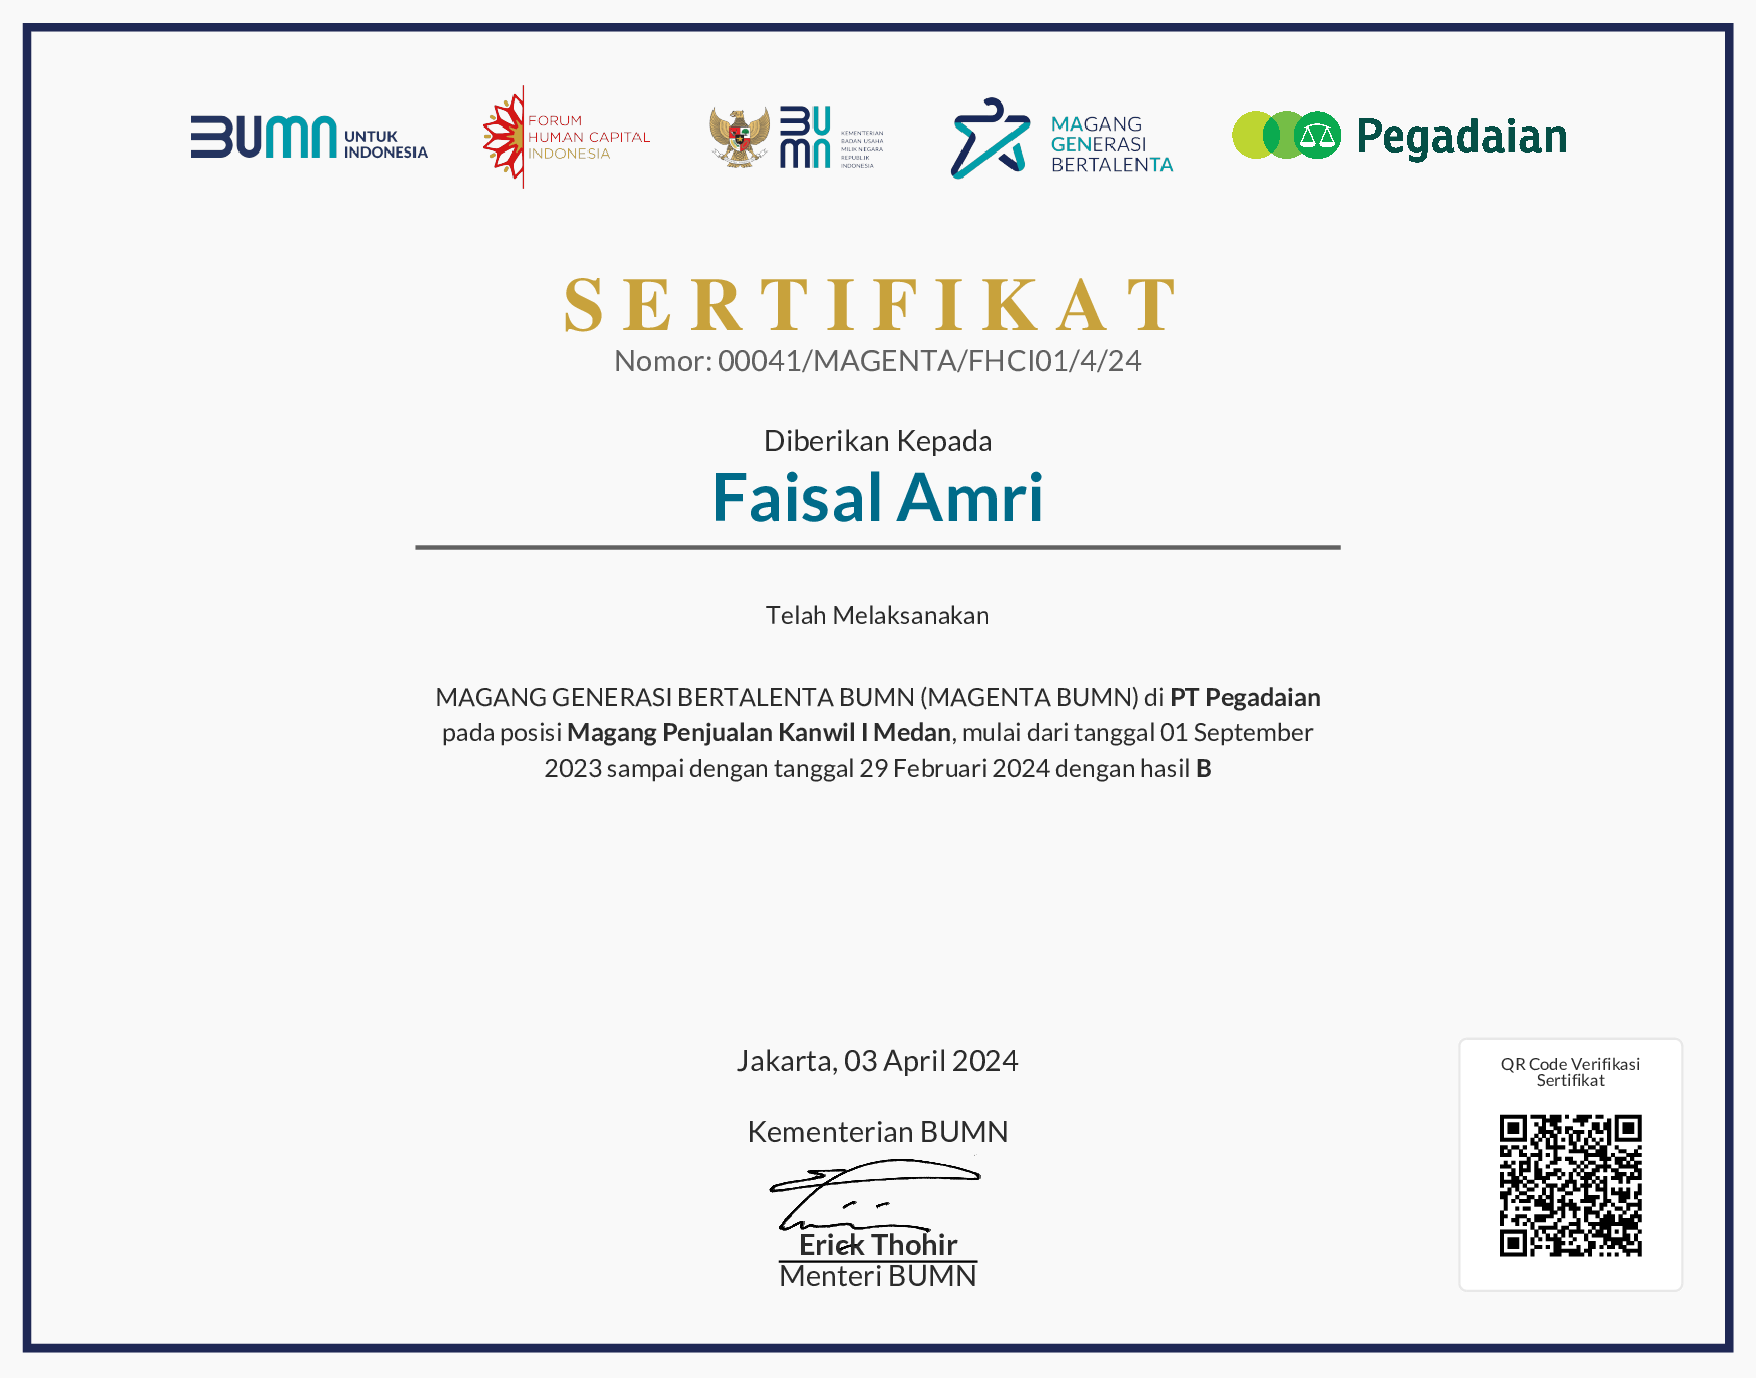 BUMN UNTUK INDONESIA
FORUM
HUMAN CAPITAL
INDONESIA
BUMN
KEMENTERIAN
BADAN USAHA
MILIK NEGARA
REPUBLIK
INDONESIA
MAGANG
GENERASI
BERTALENTA
Pegadaian
SERTIFIKAT
Nomor: 00041/MAGENTA/FHCI01/4/24
Diberikan Kepada
Faisal Amri
Telah Melaksanakan
MAGANG GENERASI BERTALENTA BUMN (MAGENTA BUMN) di PT Pegadaian
pada posisi Magang Penjualan Kanwil I Medan, mulai dari tanggal 01 September
2023 sampai dengan tanggal 29 Februari 2024 dengan hasil B
Jakarta, 03 April 2024
Kementerian BUMN
Erick Thohir
Menteri BUMN
QR Code Verifikasi
Sertifikat